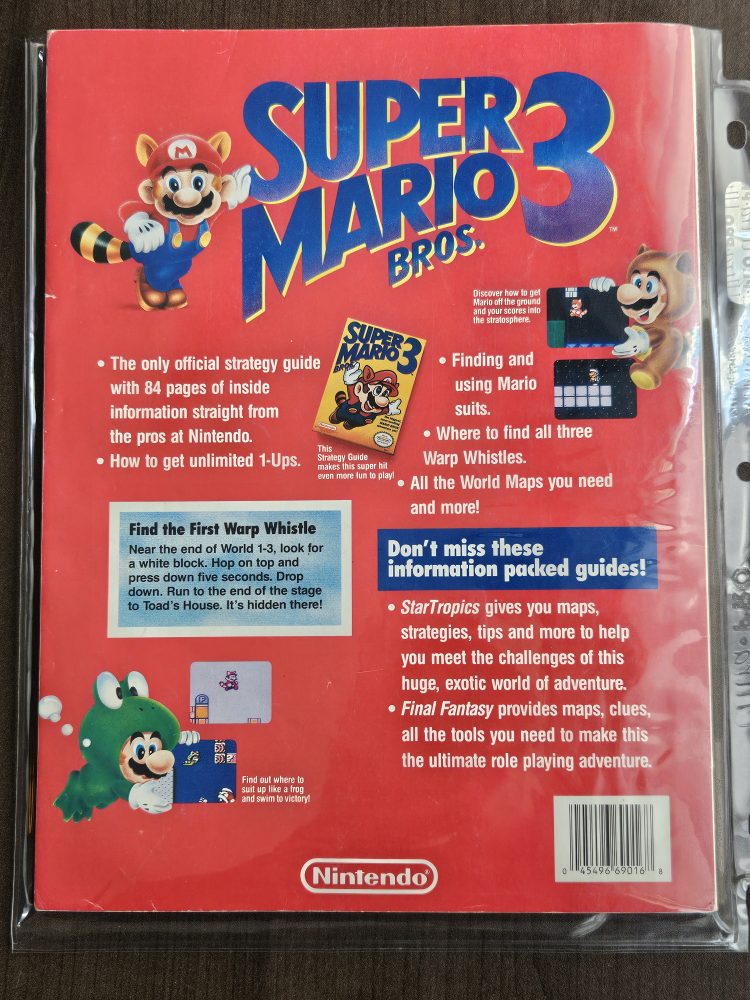 SUPER
MARIO
BROS.
3
™
M
Discover how to get
Mario off the ground
and your scores into
the stratosphere.
• The only official strategy guide
with 84 pages of inside
information straight from
the pros at Nintendo.
• How to get unlimited 1-Ups.
SUPER
MARIO
BROS.
3
This
Strategy Guide
makes this super hit
even more fun to play!
• Finding and
using Mario
suits.
• Where to find all three
Warp Whistles.
• All the World Maps you need
and more!
Find the First Warp Whistle
Near the end of World 1-3, look for
a white block. Hop on top and
press down five seconds. Drop
down. Run to the end of the stage
to Toad's House. It's hidden there!
Don't miss these
information packed guides!
• StarTropics gives you maps,
strategies, tips and more to help
you meet the challenges of this
huge, exotic world of adventure.
• Final Fantasy provides maps, clues,
all the tools you need to make this
the ultimate role playing adventure.
Find out where to
suit up like a frog
and swim to victory!
Nintendo®
0 45496 69016 8